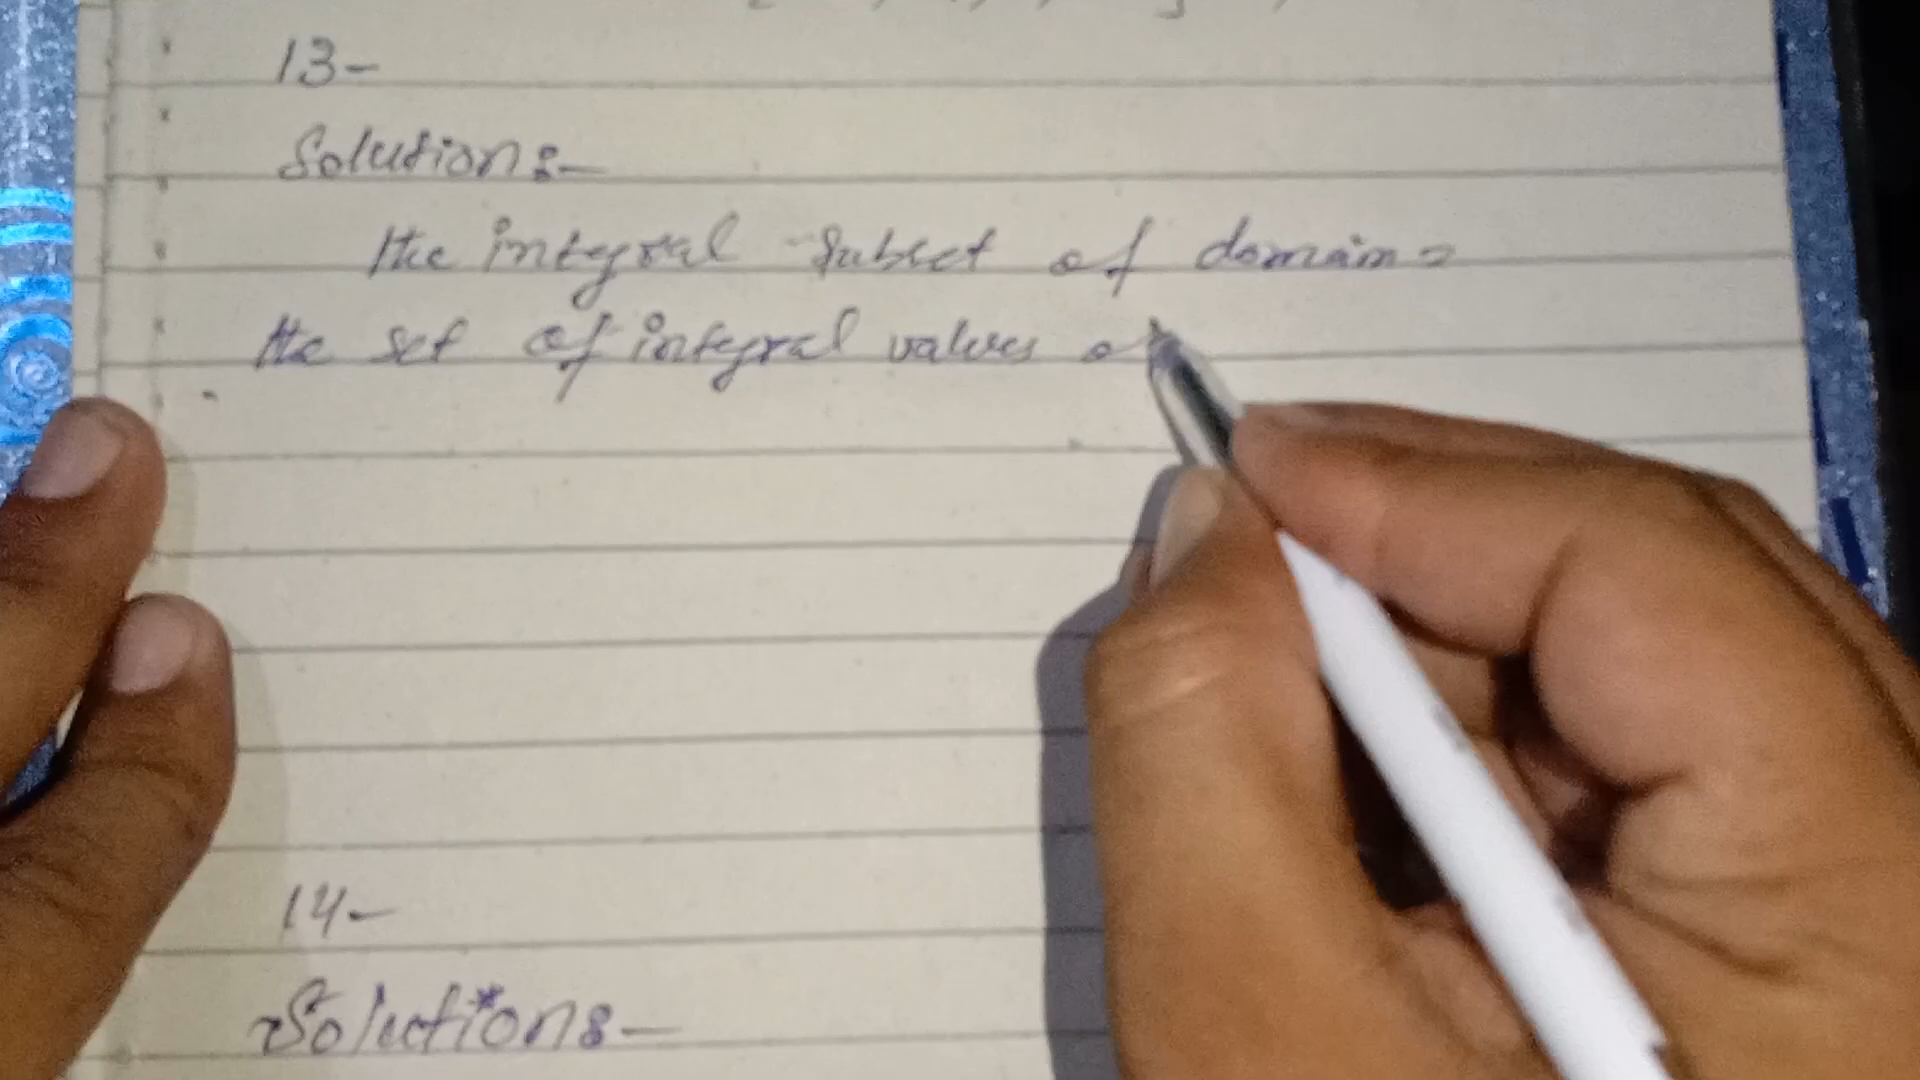 13-
Solution:-
the integral Subset of domain =
the set of integral values of
14-
Solution:-